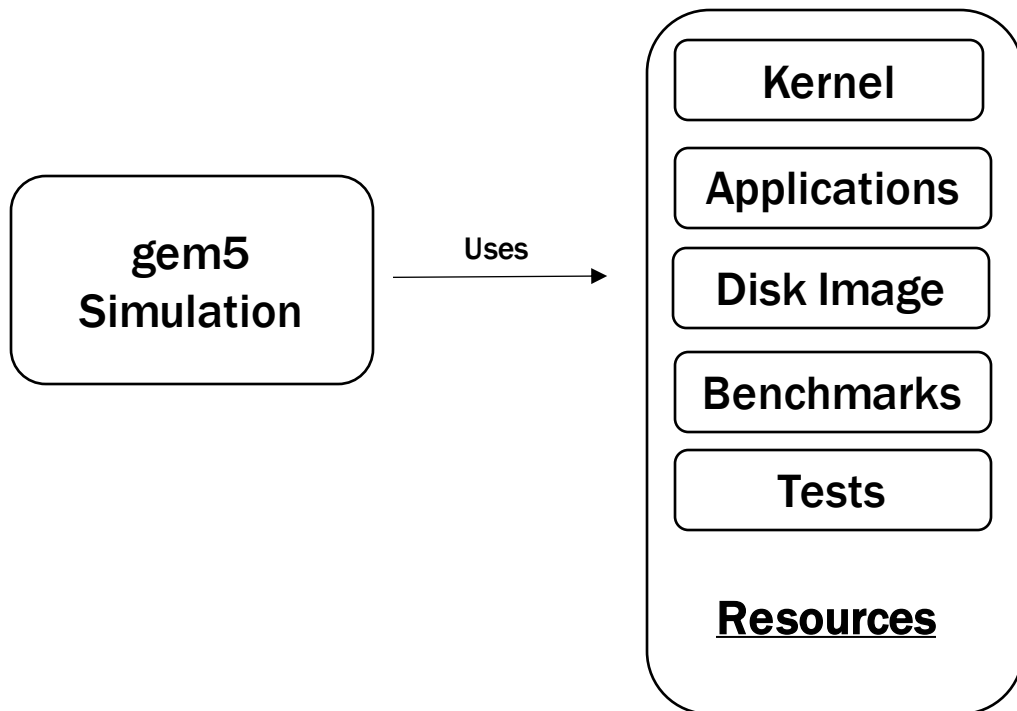 gem5
Simulation
Uses
Kernel
Applications
Disk Image
Benchmarks
Tests
Resources